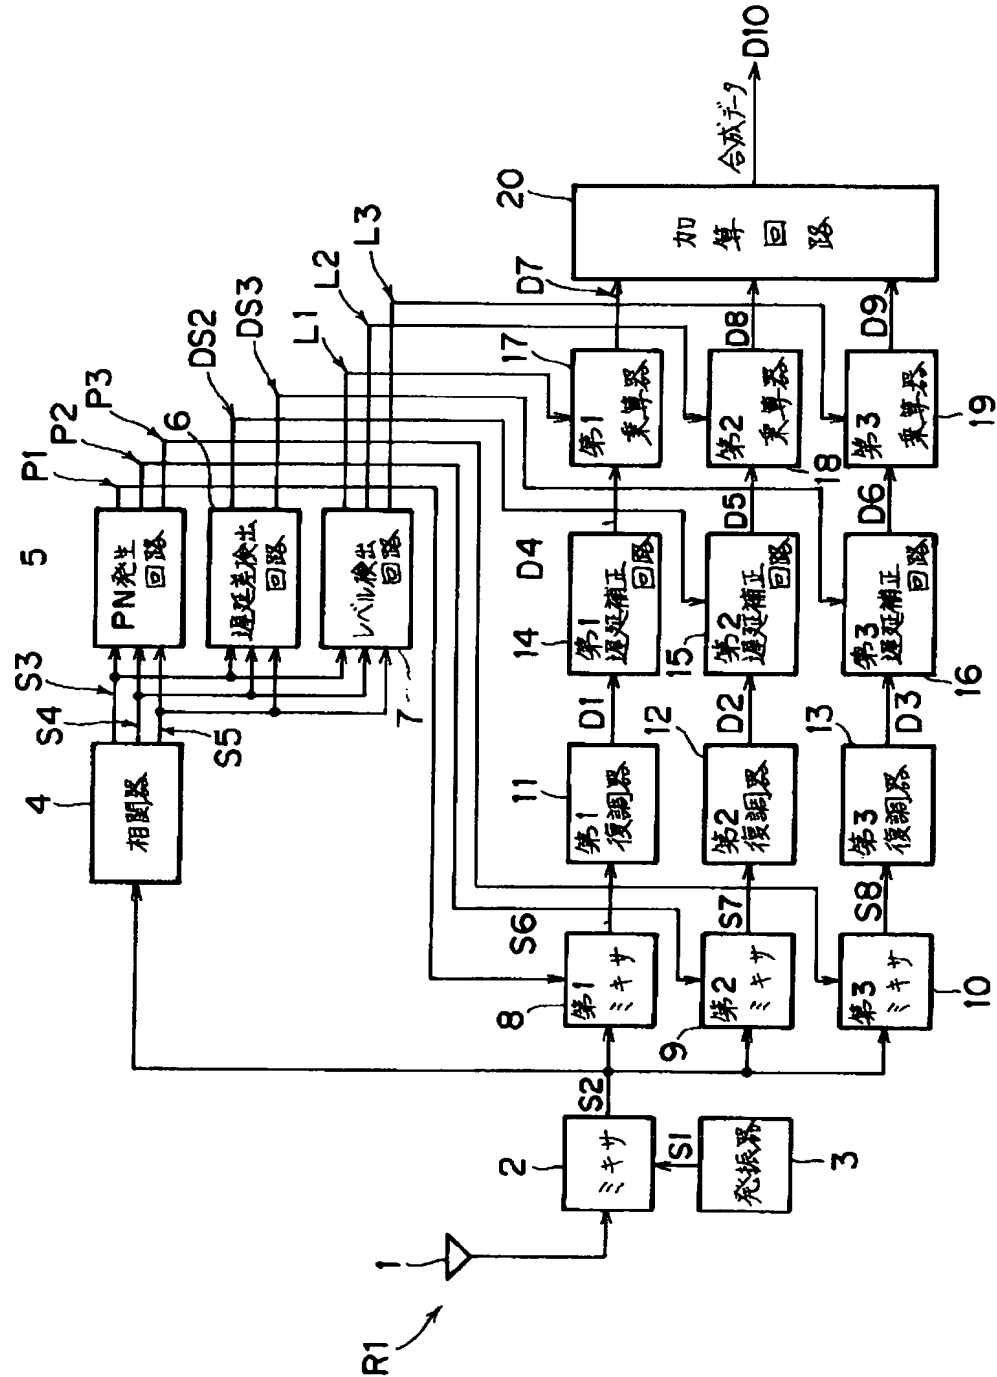 R1
1
2
ミキサ
S1
発振器
3
S2
4
相関器
S3
S4
S5
5
PN発生
回路
6
遅延差検出
回路
7
レベル検出
回路
P1
P2
P3
DS2
DS3
L1
L2
L3
8
第1
ミキサ
S6
11
第1
復調器
D1
14
第1
遅延補正
回路
D4
17
第1
乗算器
D7
9
第2
ミキサ
S7
12
第2
復調器
D2
15
第2
遅延補正
回路
D5
18
第2
乗算器
D8
10
第3
ミキサ
S8
13
第3
復調器
D3
16
第3
遅延補正
回路
D6
19
第3
乗算器
D9
20
加算回路
合成データ
D10